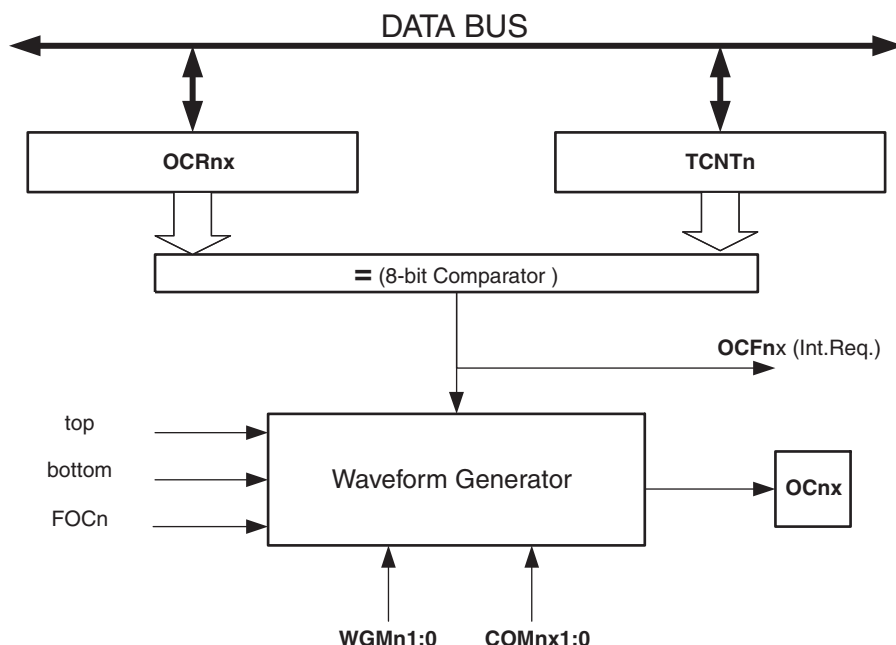 DATA BUS
OCRnx
TCNTn
= (8-bit Comparator )
OCFnx (Int.Req.)
top
bottom
FOCn
Waveform Generator
OCnx
WGMn1:0
COMnx1:0